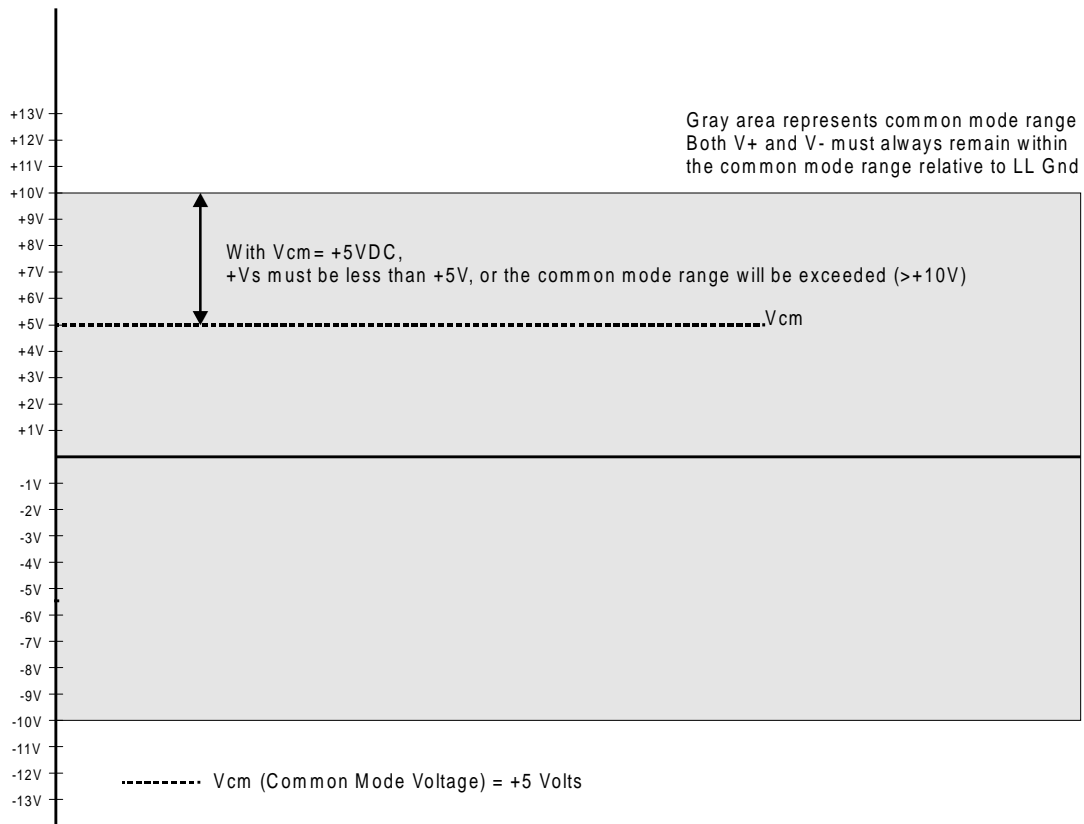 +13V
+12V
+11V
+10V
+9V
+8V
+7V
+6V
+5V
+4V
+3V
+2V
+1V
-1V
-2V
-3V
-4V
-5V
-6V
-7V
-8V
-9V
-10V
-11V
-12V
-13V
Gray area represents common mode range
Both V+ and V- must always remain within
the common mode range relative to LL Gnd
With Vcm= +5VDC,
+Vs must be less than +5V, or the common mode range will be exceeded (>+10V)
Vcm
Vcm (Common Mode Voltage) = +5 Volts